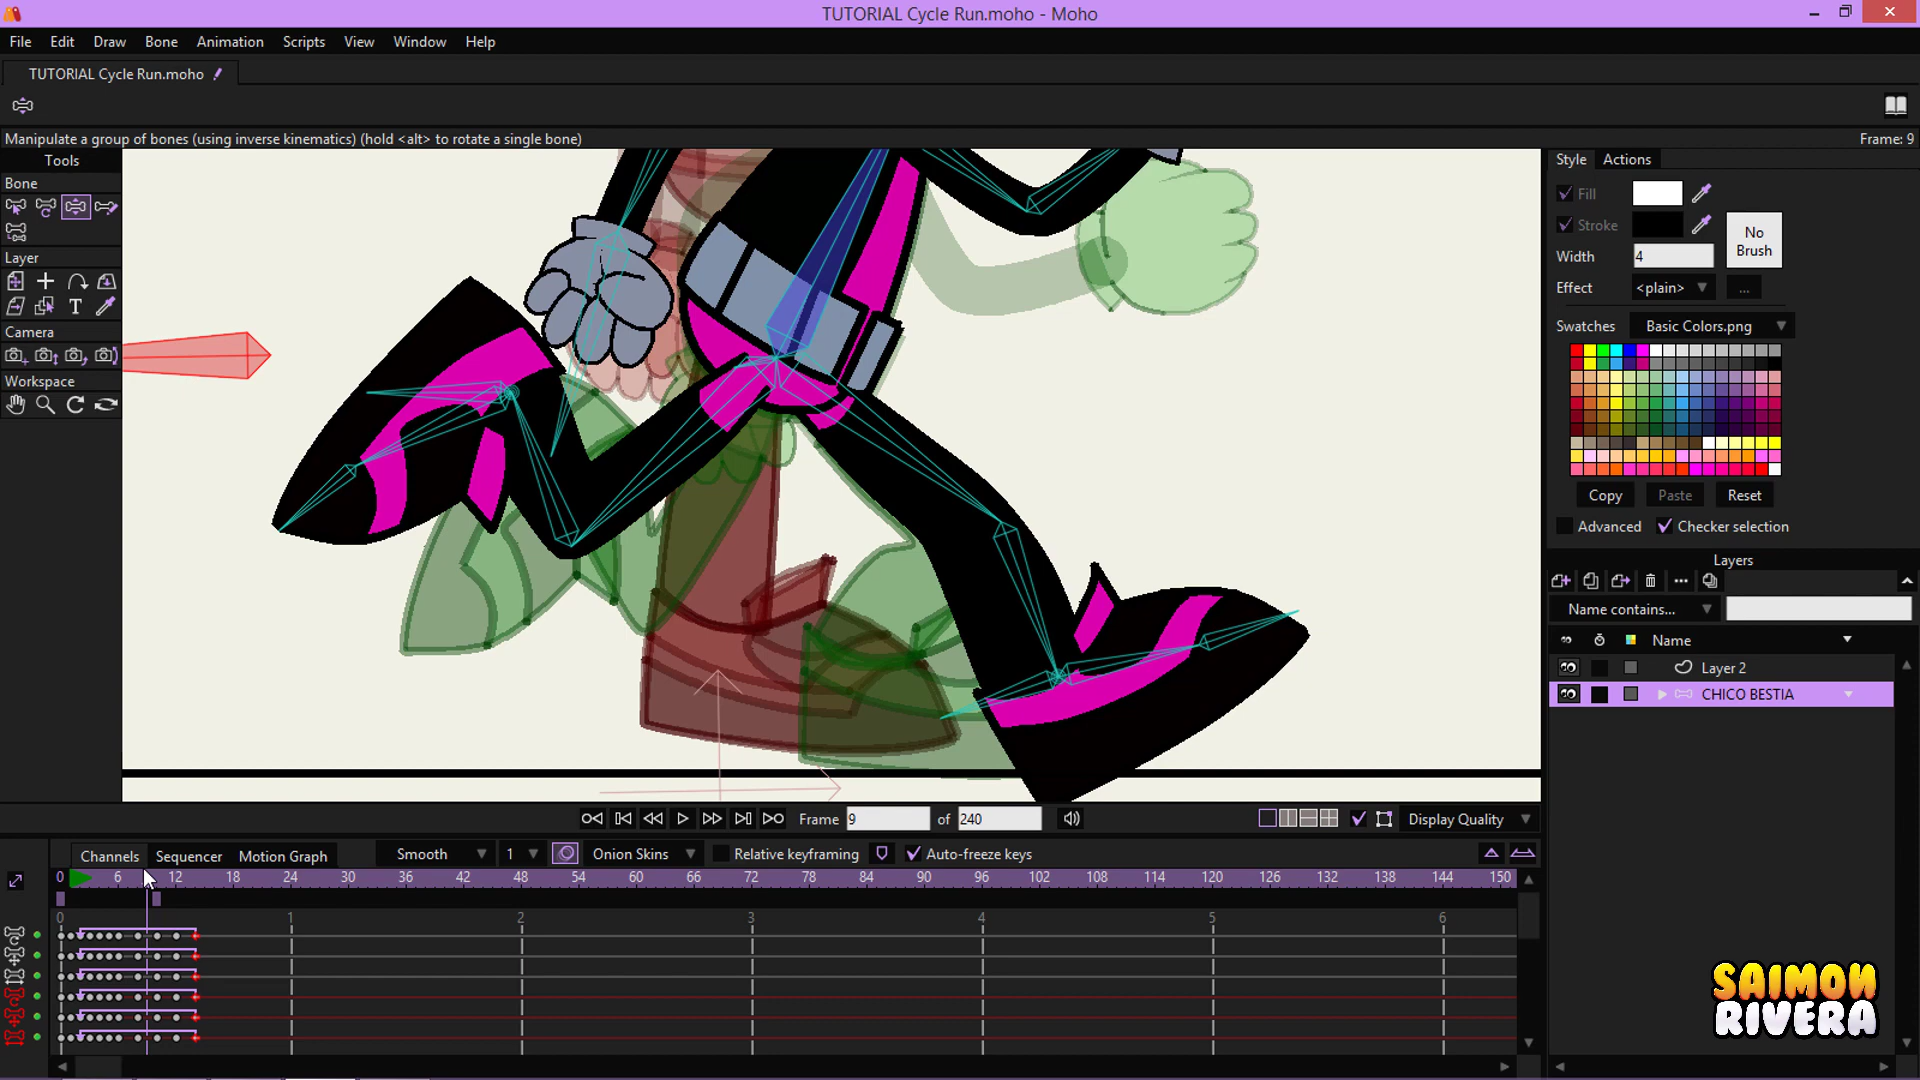 TUTORIAL Cycle Run.moho - Moho
File Edit Draw Bone Animation Scripts View Window Help
TUTORIAL Cycle Run.moho
Manipulate a group of bones (using inverse kinematics) (hold <alt> to rotate a single bone)
Frame: 9
Tools
Bone
Layer
T
Camera
Workspace
Style Actions
Fill
Stroke
No Brush
Width 4
Effect <plain> ...
Swatches Basic Colors.png
Copy Paste Reset
Advanced Checker selection
Layers
Name contains...
Name
Layer 2
CHICO BESTIA
Frame 9 of 240
Display Quality
Channels Sequencer Motion Graph Smooth 1 Onion Skins Relative keyframing Auto-freeze keys
0 6 12 18 24 30 36 42 48 54 60 66 72 78 84 90 96 102 108 114 120 126 132 138 144 150
0 1 2 3 4 5 6
SAIMON
RIVERA